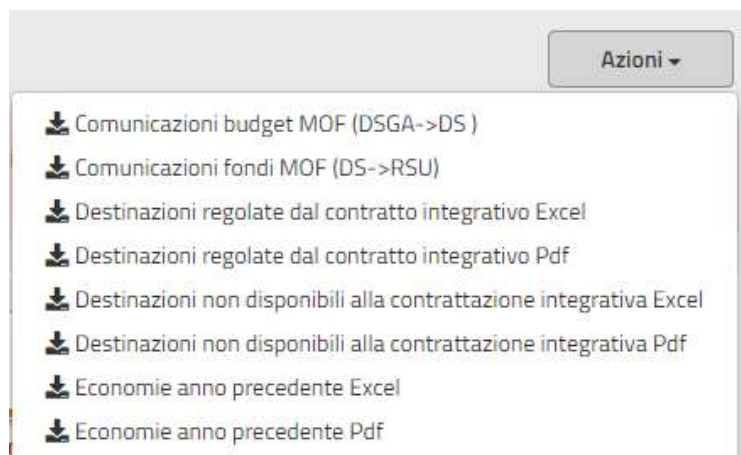 Azioni
Comunicazioni budget MOF (DSGA->DS )
Comunicazioni fondi MOF (DS->RSU)
Destinazioni regolate dal contratto integrativo Excel
Destinazioni regolate dal contratto integrativo Pdf
Destinazioni non disponibili alla contrattazione integrativa Excel
Destinazioni non disponibili alla contrattazione integrativa Pdf
Economie anno precedente Excel
Economie anno precedente Pdf